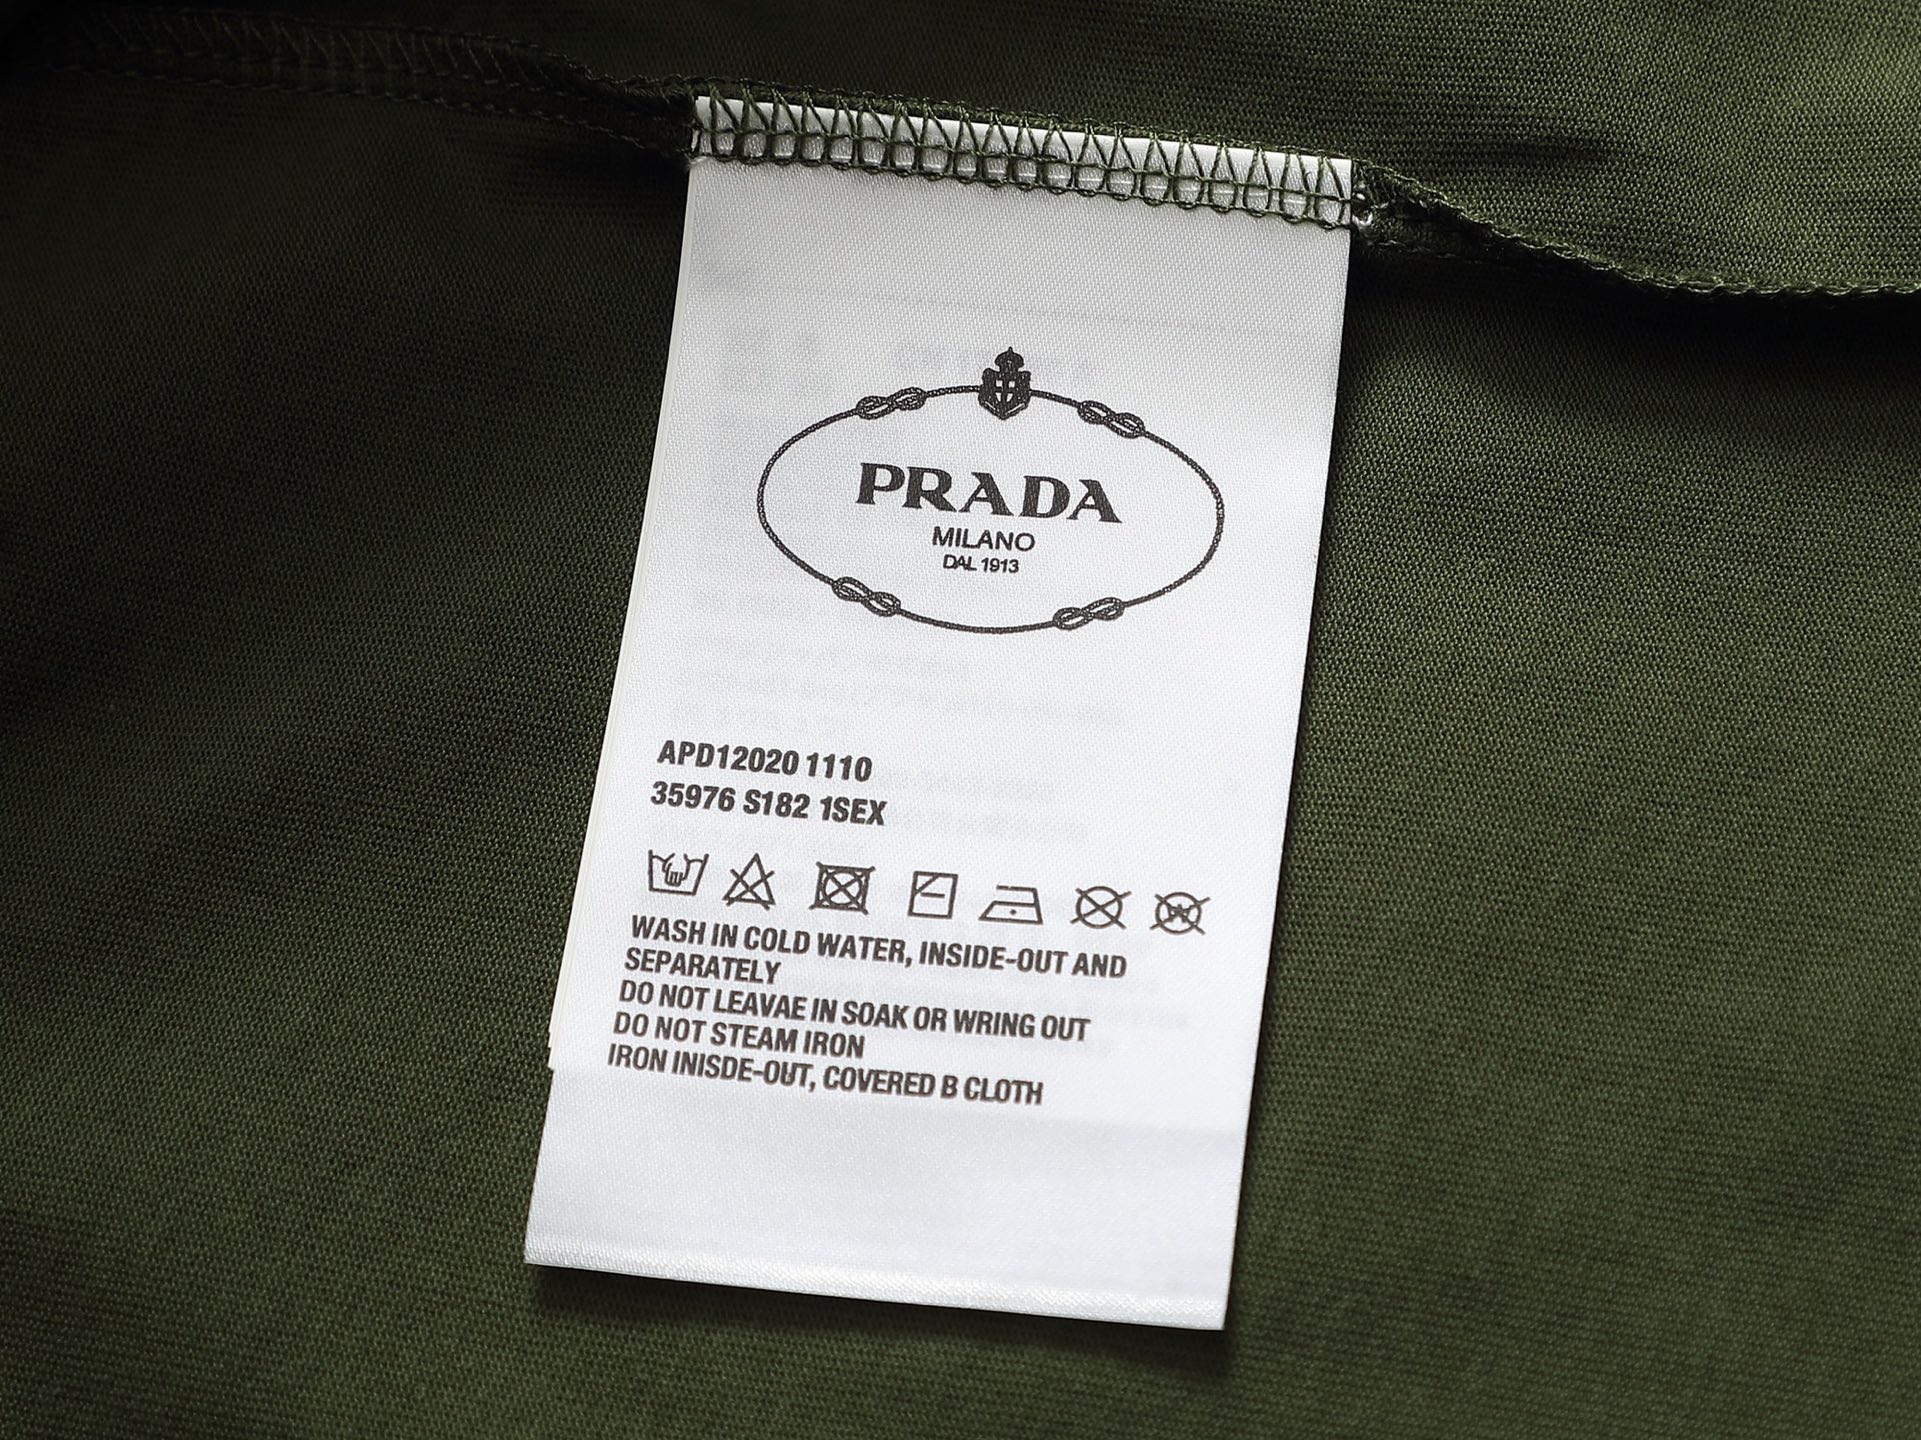 PRADA
MILANO
DAL 1913
APD12020 1110
35976 S182 1SEX
WASH IN COLD WATER, INSIDE-OUT AND
SEPARATELY
DO NOT LEAVAE IN SOAK OR WRING OUT
DO NOT STEAM IRON
IRON INISDE-OUT, COVERED B CLOTH